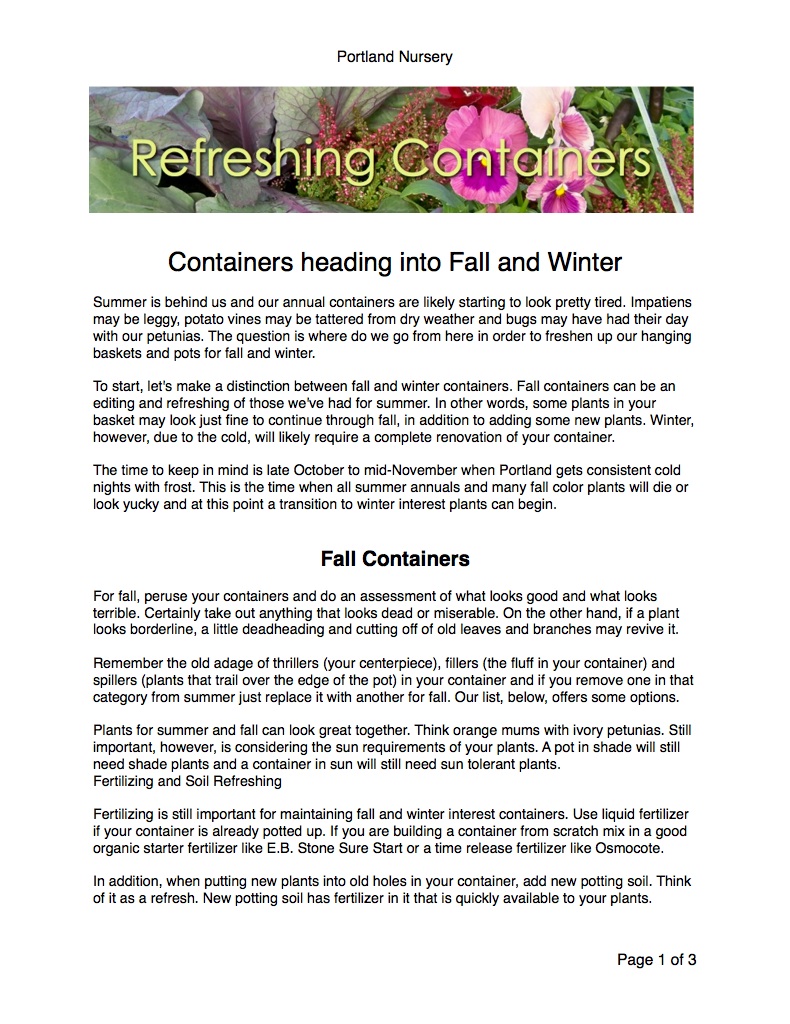 Portland Nursery
Refreshing Containers
Containers heading into Fall and Winter
Summer is behind us and our annual containers are likely starting to look pretty tired. Impatiens
may be leggy, potato vines may be tattered from dry weather and bugs may have had their day
with our petunias. The question is where do we go from here in order to freshen up our hanging
baskets and pots for fall and winter.
To start, let's make a distinction between fall and winter containers. Fall containers can be an
editing and refreshing of those we've had for summer. In other words, some plants in your
basket may look just fine to continue through fall, in addition to adding some new plants. Winter,
however, due to the cold, will likely require a complete renovation of your container.
The time to keep in mind is late October to mid-November when Portland gets consistent cold
nights with frost. This is the time when all summer annuals and many fall color plants will die or
look yucky and at this point a transition to winter interest plants can begin.
Fall Containers
For fall, peruse your containers and do an assessment of what looks good and what looks
terrible. Certainly take out anything that looks dead or miserable. On the other hand, if a plant
looks borderline, a little deadheading and cutting off of old leaves and branches may revive it.
Remember the old adage of thrillers (your centerpiece), fillers (the fluff in your container) and
spillers (plants that trail over the edge of the pot) in your container and if you remove one in that
category from summer just replace it with another for fall. Our list, below, offers some options.
Plants for summer and fall can look great together. Think orange mums with ivory petunias. Still
important, however, is considering the sun requirements of your plants. A pot in shade will still
need shade plants and a container in sun will still need sun tolerant plants.
Fertilizing and Soil Refreshing
Fertilizing is still important for maintaining fall and winter interest containers. Use liquid fertilizer
if your container is already potted up. If you are building a container from scratch mix in a good
organic starter fertilizer like E.B. Stone Sure Start or a time release fertilizer like Osmocote.
In addition, when putting new plants into old holes in your container, add new potting soil. Think
of it as a refresh. New potting soil has fertilizer in it that is quickly available to your plants.
Page 1 of 3